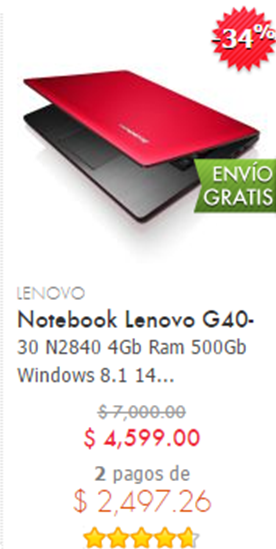 -34%
ENVÍO
GRATIS
LENOVO
Notebook Lenovo G40-
30 N2840 4Gb Ram 500Gb
Windows 8.1 14...
$ 7,000.00
$ 4,599.00
2 pagos de
$ 2,497.26